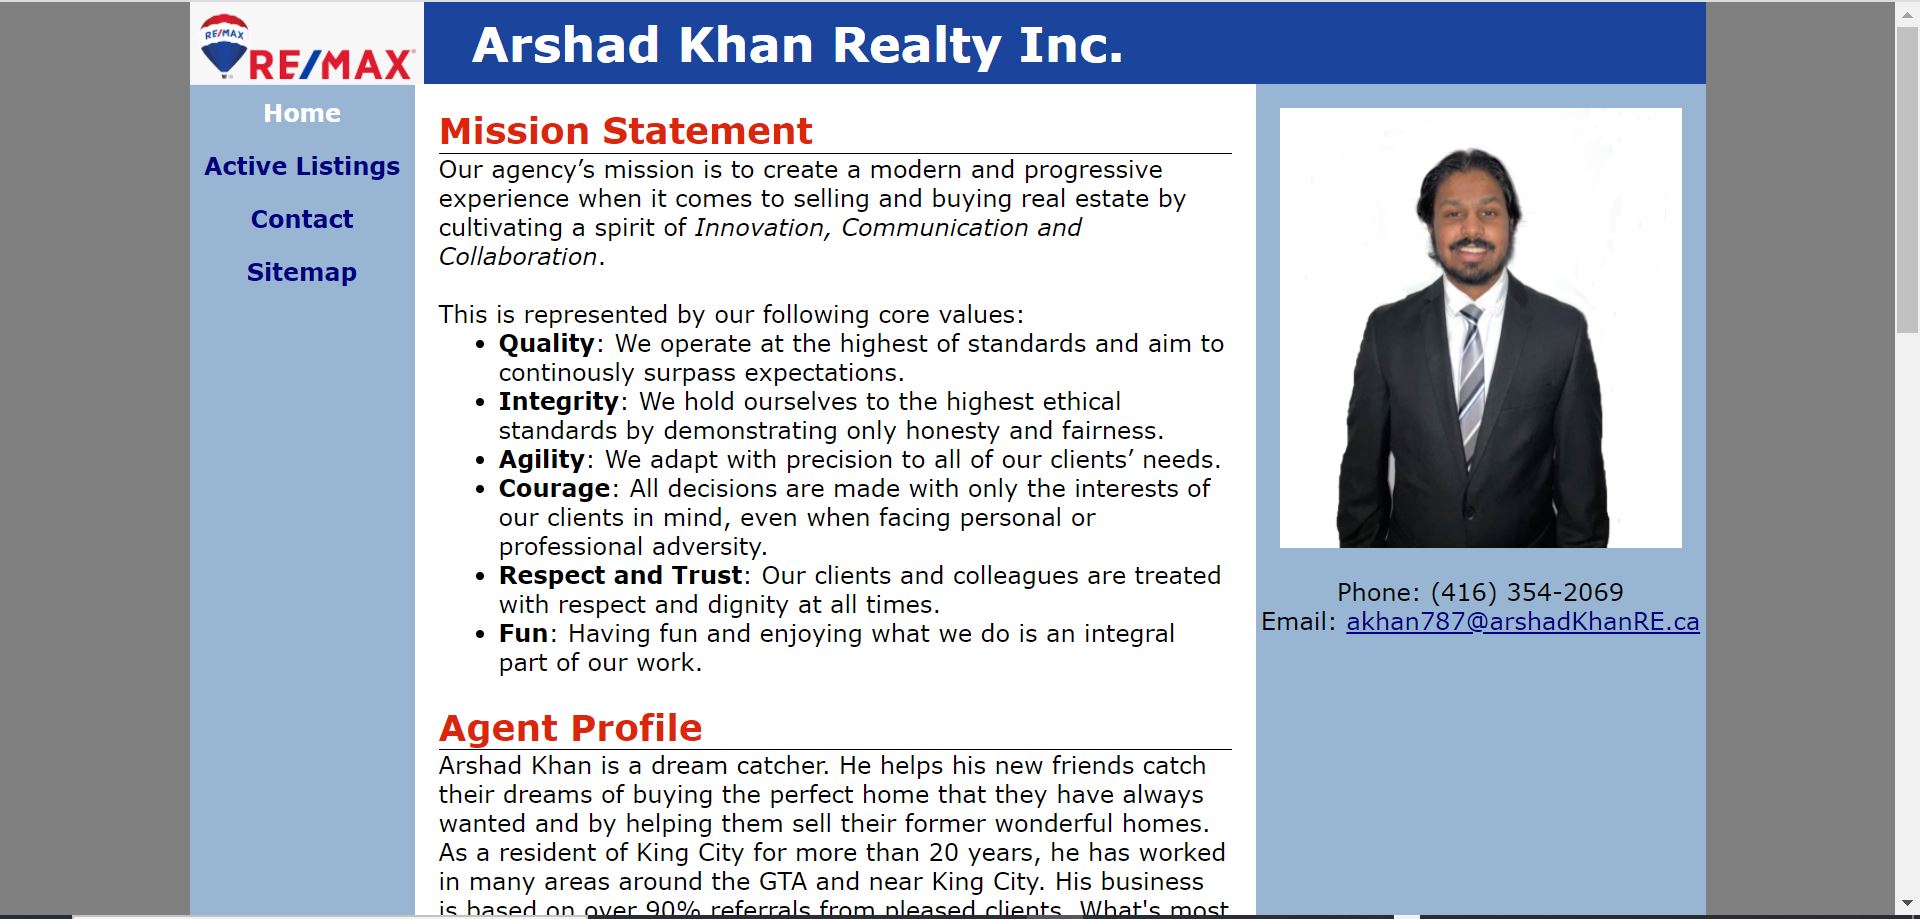 RE/MAX
RE/MAX
Arshad Khan Realty Inc.
Home
Active Listings
Contact
Sitemap
Mission Statement
Our agency’s mission is to create a modern and progressive
experience when it comes to selling and buying real estate by
cultivating a spirit of Innovation, Communication and
Collaboration.
This is represented by our following core values:
• Quality: We operate at the highest of standards and aim to
continously surpass expectations.
• Integrity: We hold ourselves to the highest ethical
standards by demonstrating only honesty and fairness.
• Agility: We adapt with precision to all of our clients’ needs.
• Courage: All decisions are made with only the interests of
our clients in mind, even when facing personal or
professional adversity.
• Respect and Trust: Our clients and colleagues are treated
with respect and dignity at all times.
• Fun: Having fun and enjoying what we do is an integral
part of our work.
Agent Profile
Arshad Khan is a dream catcher. He helps his new friends catch
their dreams of buying the perfect home that they have always
wanted and by helping them sell their former wonderful homes.
As a resident of King City for more than 20 years, he has worked
in many areas around the GTA and near King City. His business
is based on over 90% referrals from pleased clients. What's most
Phone: (416) 354-2069
Email: akhan787@arshadKhanRE.ca